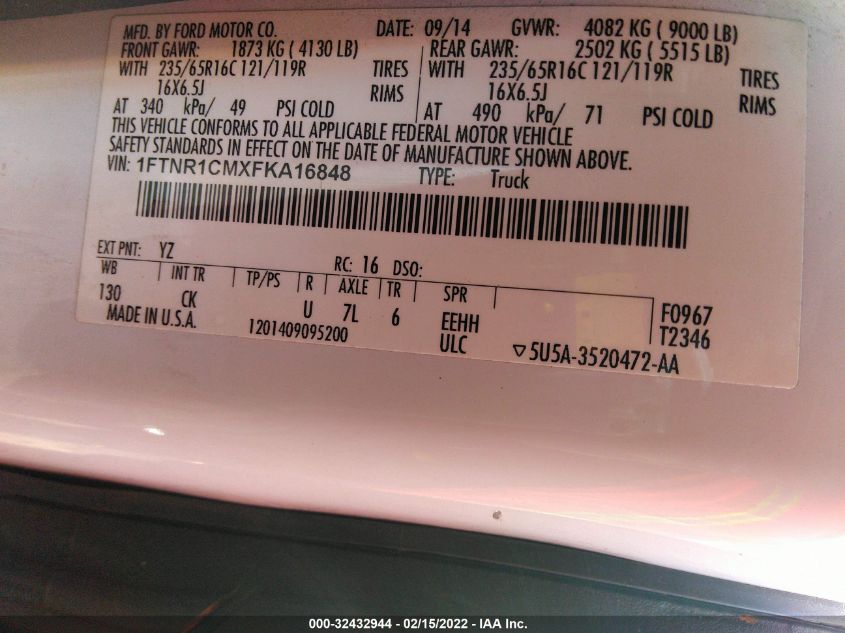 MFD. BY FORD MOTOR CO. DATE: 09/14 GVWR: 4082 KG ( 9000 LB)
FRONT GAWR: 1873 KG ( 4130 LB) REAR GAWR: 2502 KG ( 5515 LB)
WITH 235/65R16C 121/119R TIRES WITH 235/65R16C 121/119R TIRES
16X6.5J RIMS 16X6.5J RIMS
AT 340 kPa/ 49 PSI COLD AT 490 kPa/ 71 PSI COLD
THIS VEHICLE CONFORMS TO ALL APPLICABLE FEDERAL MOTOR VEHICLE
SAFETY STANDARDS IN EFFECT ON THE DATE OF MANUFACTURE SHOWN ABOVE.
VIN: 1FTNR1CMXFKA16848 TYPE: Truck
EXT PNT: YZ RC: 16 DSO:
WB INT TR TP/PS R AXLE TR SPR
130 CK U 7L 6 EEHH F0967
MADE IN U.S.A. 1201409095200 ULC ▽5U5A-3520472-AA T2346
000-32432944 - 02/15/2022 - IAA Inc.